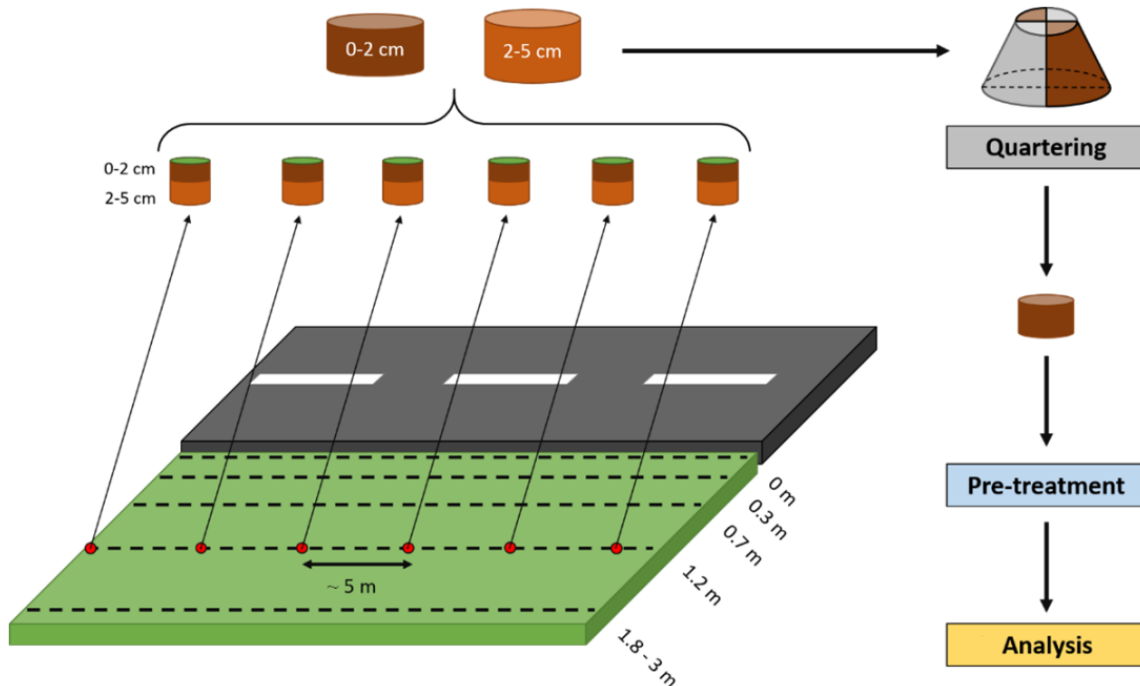 0-2 cm
2-5 cm
0-2 cm
2-5 cm
Quartering
Pre-treatment
Analysis
0 m
0.3 m
0.7 m
1.2 m
1.8 - 3 m
~ 5 m